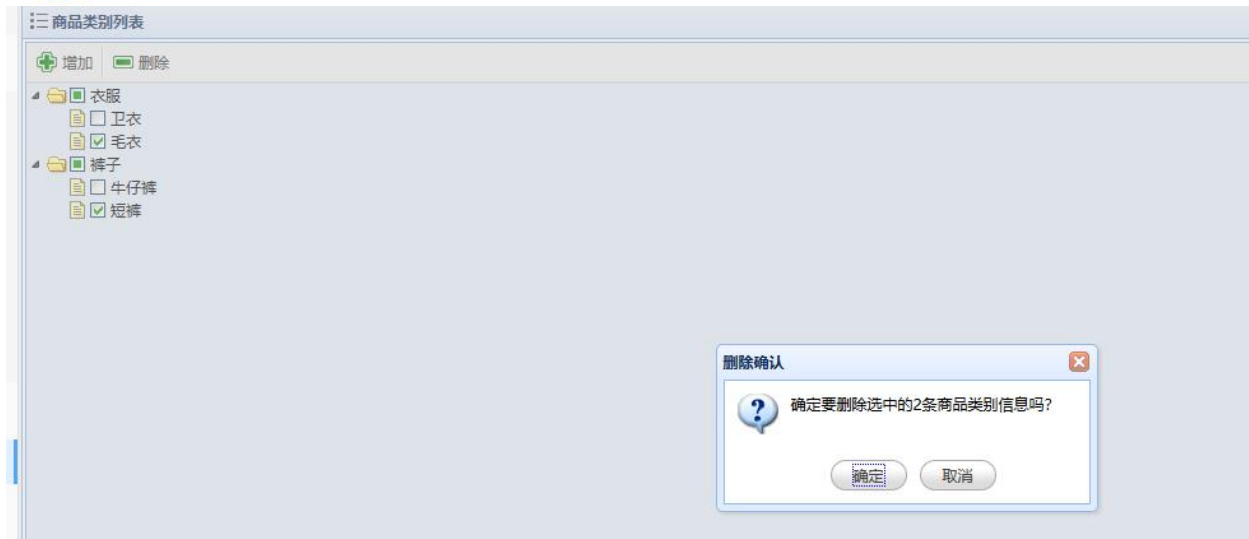 商品类别列表
增加 删除
衣服
卫衣
毛衣
裤子
牛仔裤
短裤
删除确认
确定要删除选中的2条商品类别信息吗?
确定 取消